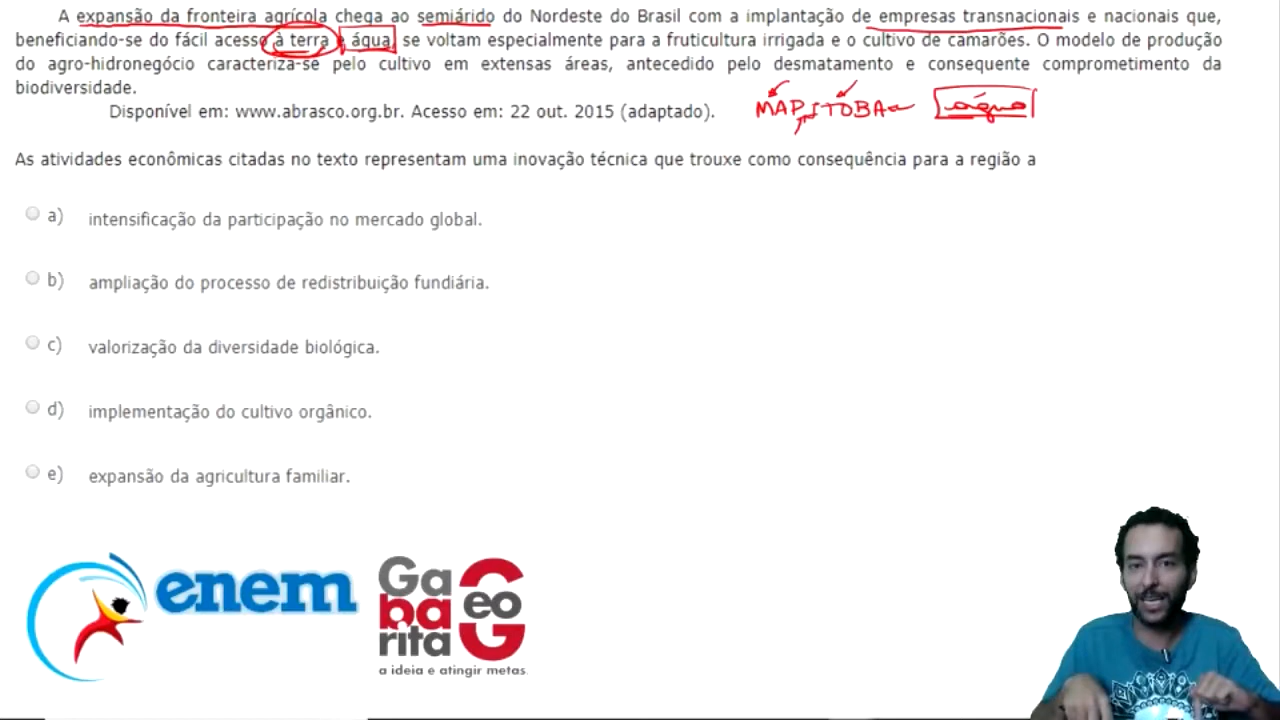 A expansão da fronteira agrícola chega ao semiárido do Nordeste do Brasil com a implantação de empresas transnacionais e nacionais que,
beneficiando-se do fácil acesso à terra e água, se voltam especialmente para a fruticultura irrigada e o cultivo de camarões. O modelo de produção
do agro-hidronegócio caracteriza-se pelo cultivo em extensas áreas, antecedido pelo desmatamento e consequente comprometimento da
biodiversidade.
Disponível em: www.abrasco.org.br. Acesso em: 22 out. 2015 (adaptado).
MAPITOBA água
As atividades econômicas citadas no texto representam uma inovação técnica que trouxe como consequência para a região a
a) intensificação da participação no mercado global.
b) ampliação do processo de redistribuição fundiária.
c) valorização da diversidade biológica.
d) implementação do cultivo orgânico.
e) expansão da agricultura familiar.
enem
Ga
ba
rita
eo
G
a ideia e atingir metas.